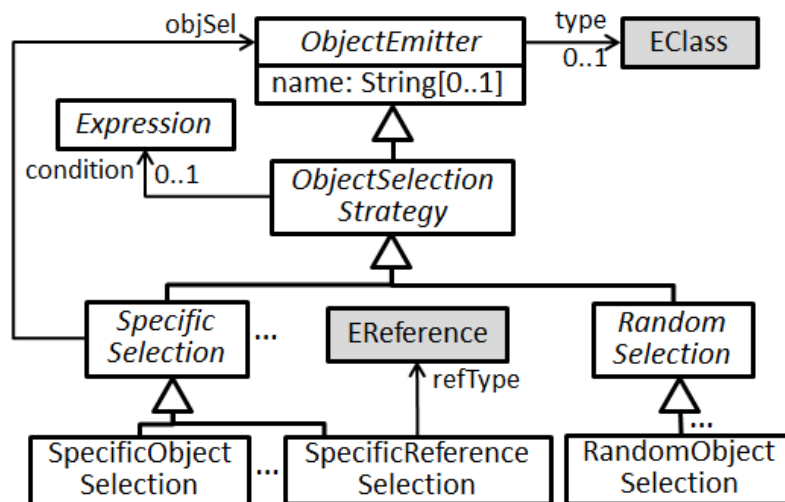 objSel
ObjectEmitter
type
EClass
0..1
name: String[0..1]
Expression
condition
0..1
ObjectSelection
Strategy
Specific
Selection
...
EReference
Random
Selection
refType
...
SpecificObject
Selection
...
SpecificReference
Selection
RandomObject
Selection